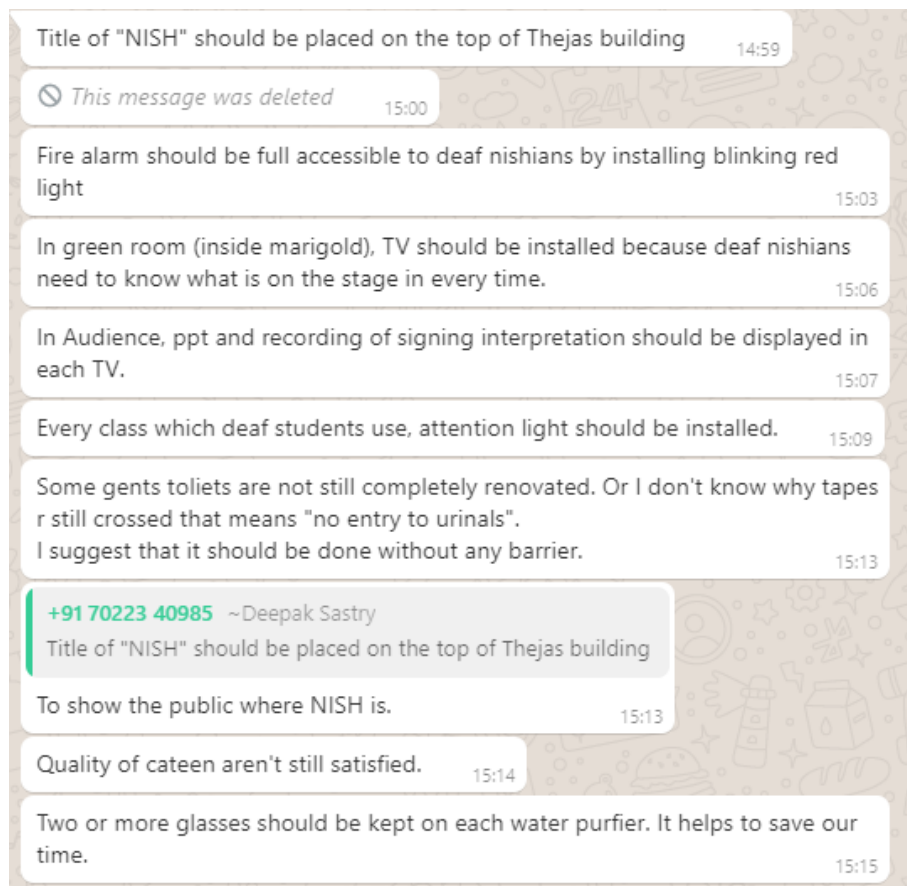 Title of "NISH" should be placed on the top of Thejas building
14:59
This message was deleted
15:00
Fire alarm should be full accessible to deaf nishians by installing blinking red
light
15:03
In green room (inside marigold), TV should be installed because deaf nishians
need to know what is on the stage in every time.
15:06
In Audience, ppt and recording of signing interpretation should be displayed in
each TV.
15:07
Every class which deaf students use, attention light should be installed.
15:09
Some gents toliets are not still completely renovated. Or I don't know why tapes
r still crossed that means "no entry to urinals".
I suggest that it should be done without any barrier.
15:13
+91 70223 40985 ~Deepak Sastry
Title of "NISH" should be placed on the top of Thejas building
To show the public where NISH is.
15:13
Quality of cateen aren't still satisfied.
15:14
Two or more glasses should be kept on each water purfier. It helps to save our
time.
15:15